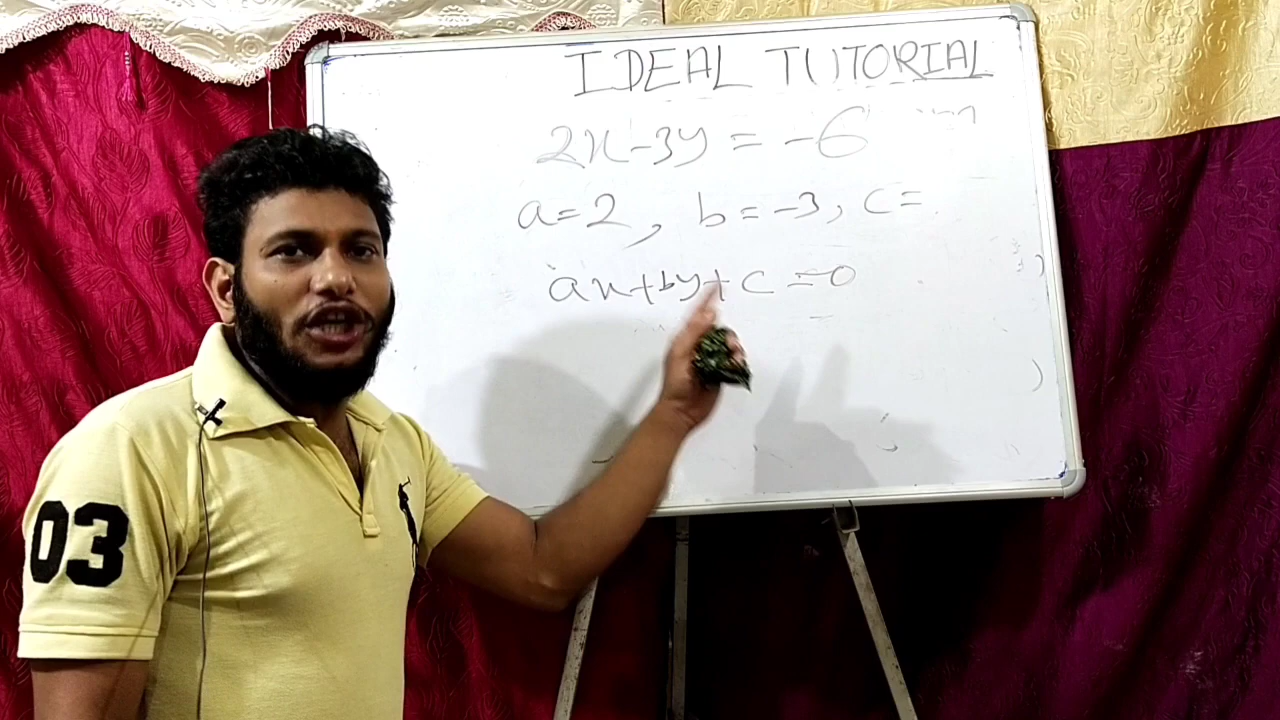 IDEAL TUTORIAL
2x-3y = -6
a=2, b=-3, c=
ax+by+c=0
03